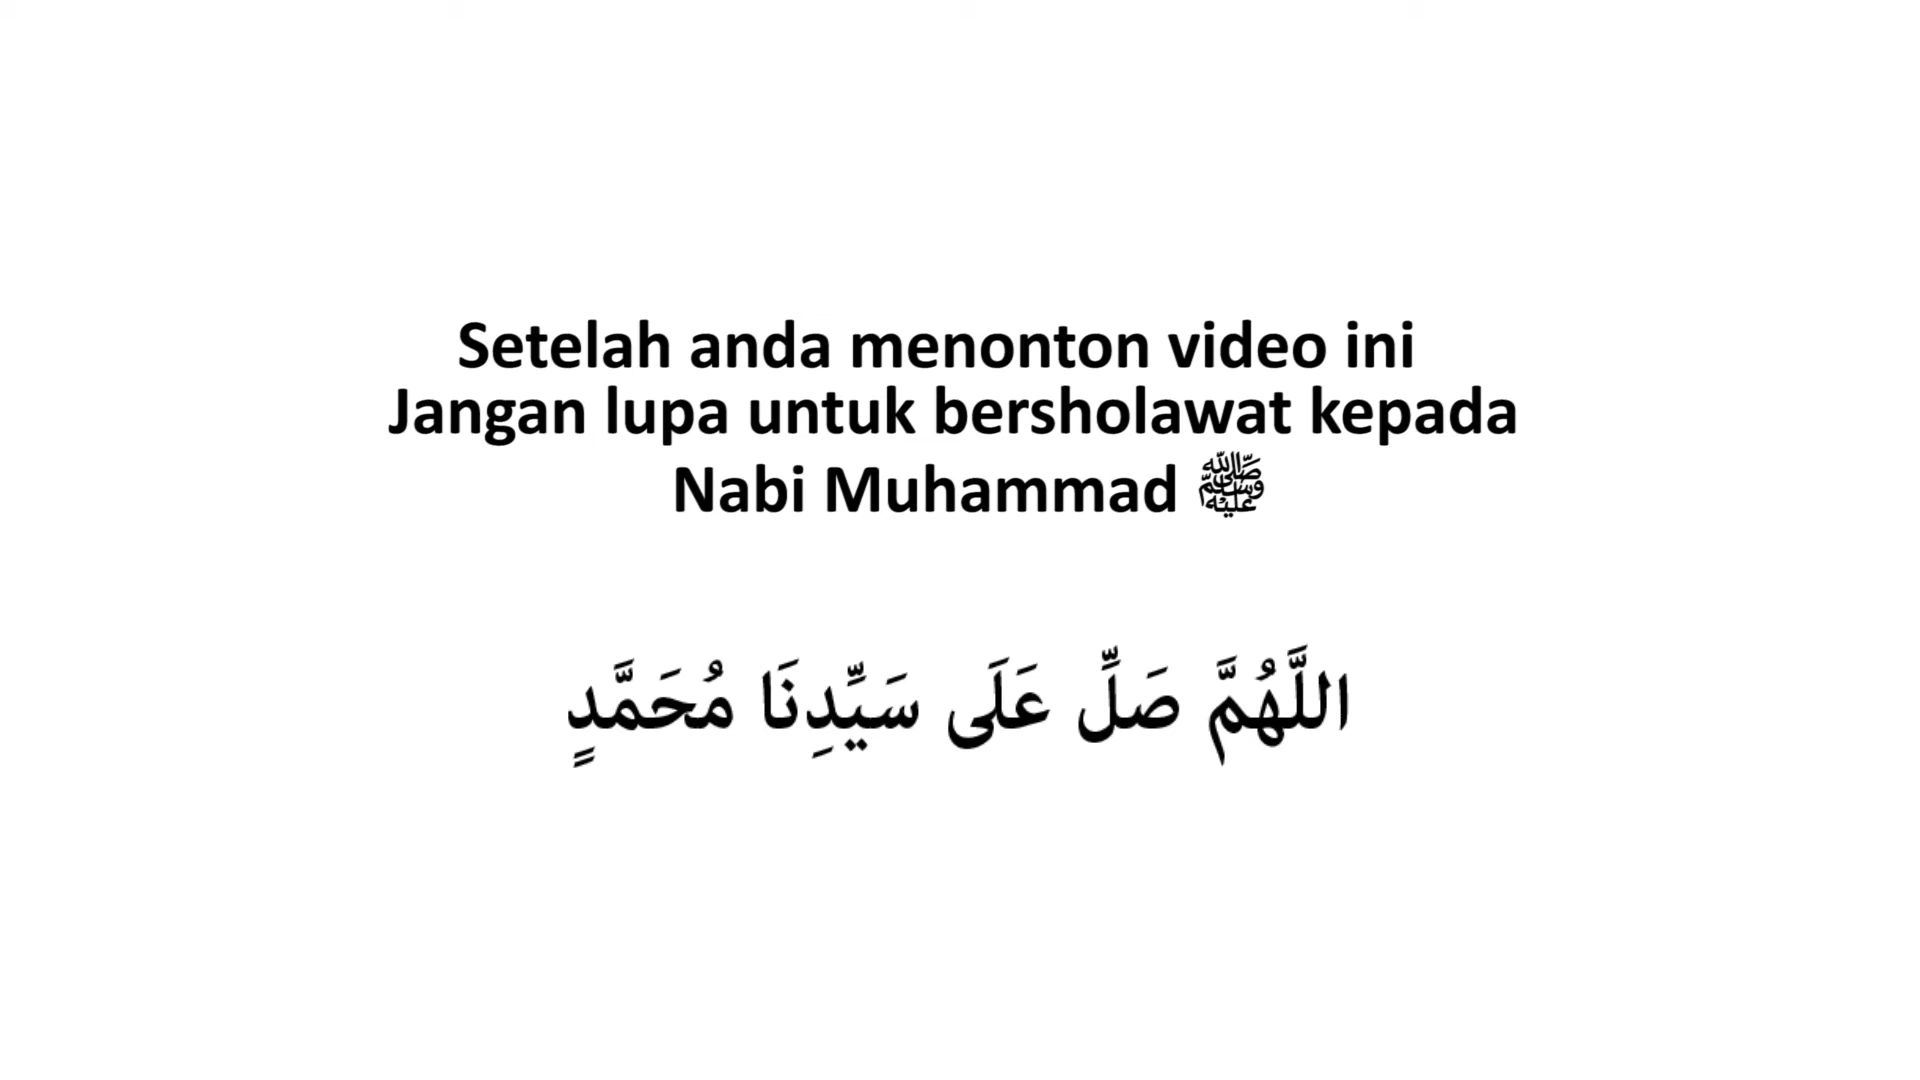 Setelah anda menonton video ini
Jangan lupa untuk bersholawat kepada
Nabi Muhammad ﷺ
اللَّهُمَّ صَلِّ عَلَى سَيِّدِنَا مُحَمَّدٍ